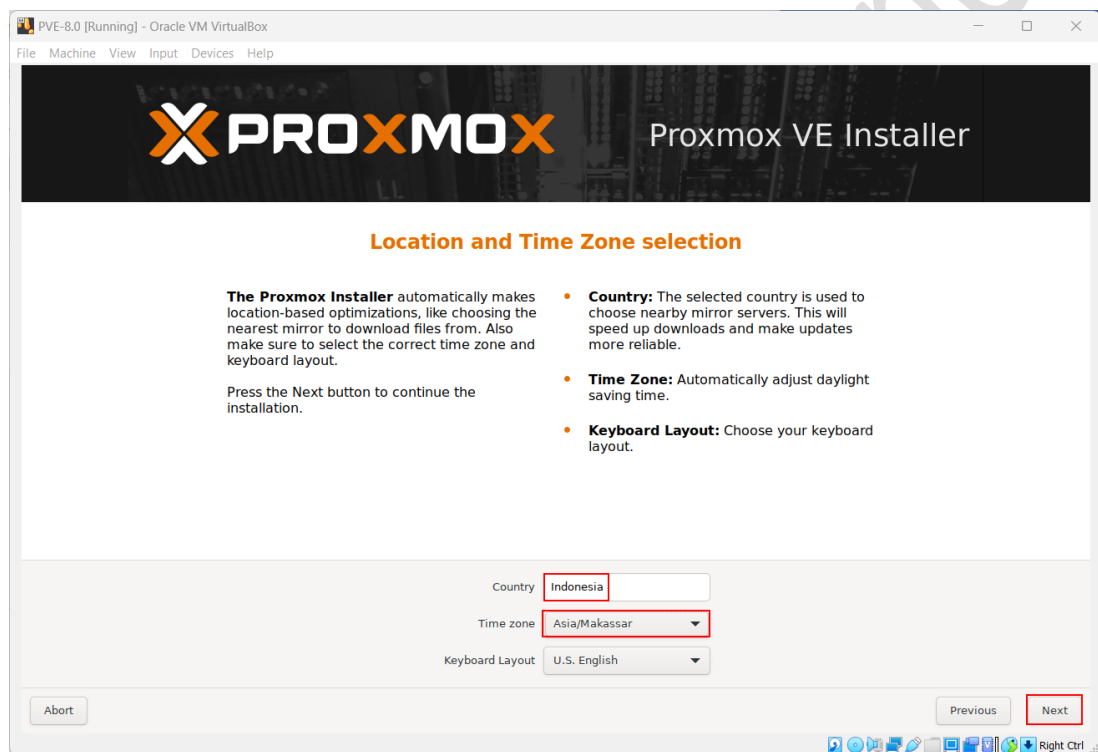 PVE-8.0 [Running] - Oracle VM VirtualBox
File Machine View Input Devices Help
PROXMOX
Proxmox VE Installer
Location and Time Zone selection
The Proxmox Installer automatically makes
location-based optimizations, like choosing the
nearest mirror to download files from. Also
make sure to select the correct time zone and
keyboard layout.
Press the Next button to continue the
installation.
• Country: The selected country is used to
choose nearby mirror servers. This will
speed up downloads and make updates
more reliable.
• Time Zone: Automatically adjust daylight
saving time.
• Keyboard Layout: Choose your keyboard
layout.
Country Indonesia
Time zone Asia/Makassar
Keyboard Layout U.S. English
Abort Previous Next
Right Ctrl